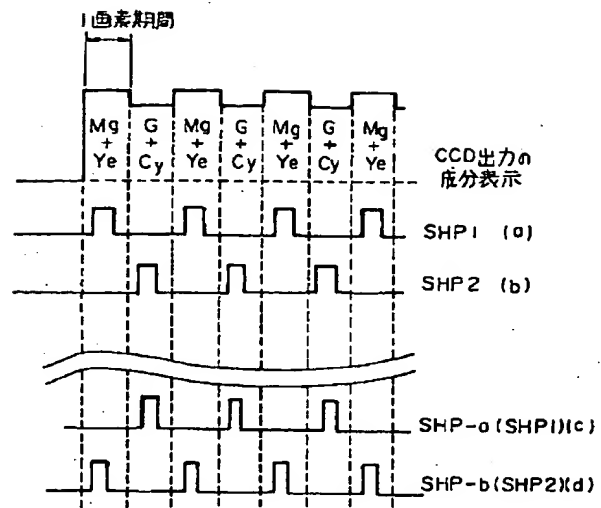 1画素期間
Mg + Ye
G + Cy
Mg + Ye
G + Cy
Mg + Ye
G + Cy
Mg + Ye
CCD出力の
成分表示
SHP1 (a)
SHP2 (b)
SHP-a(SHP1)(c)
SHP-b(SHP2)(d)